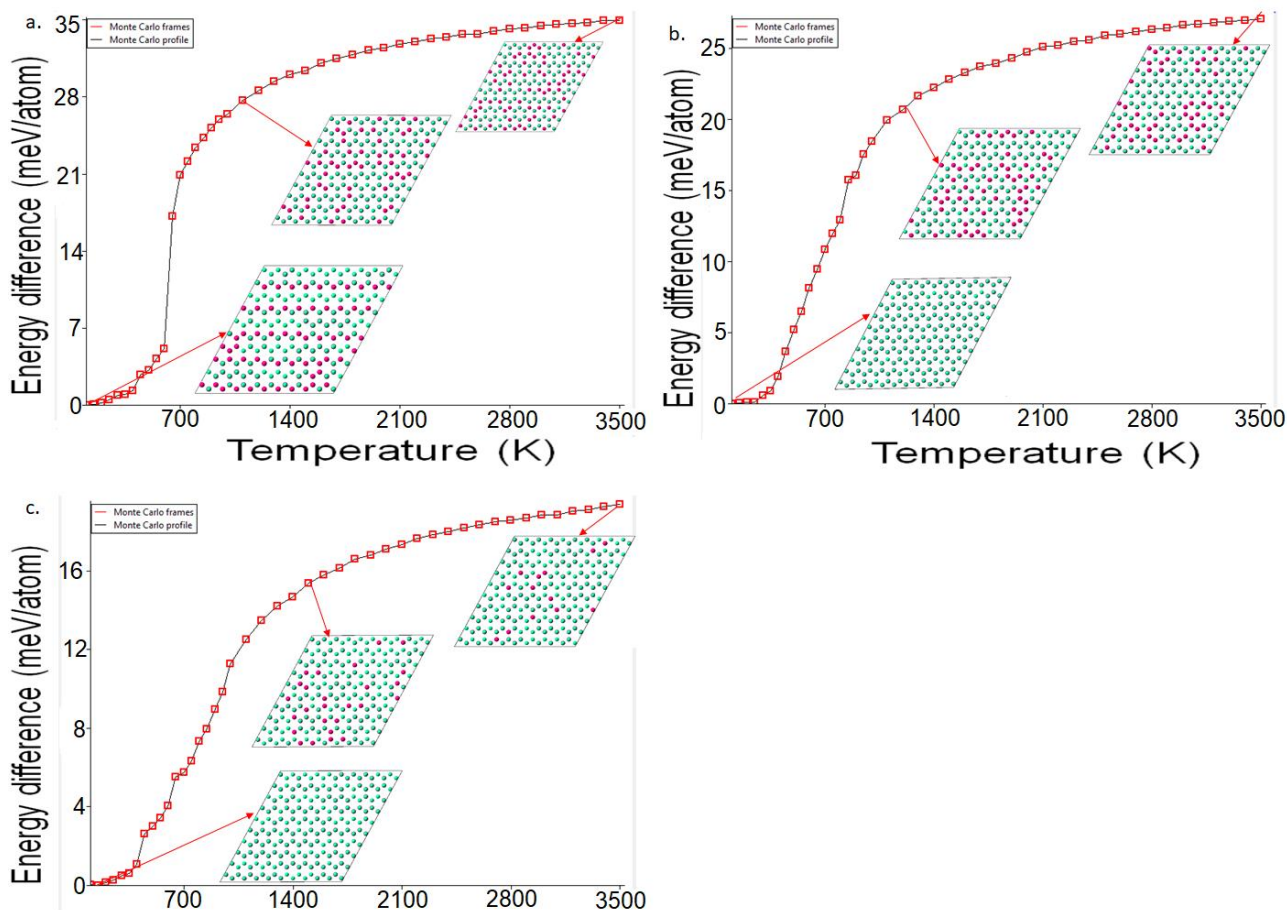 a.
Monte Carlo frames
Monte Carlo profile
Energy difference (meV/atom)
35
28
21
14
7
0
700
1400
2100
2800
3500
Temperature (K)
b.
Monte Carlo frames
Monte Carlo profile
Energy difference (meV/atom)
25
20
15
10
5
0
700
1400
2100
2800
3500
Temperature (K)
c.
Monte Carlo frames
Monte Carlo profile
Energy difference (meV/atom)
16
12
8
4
0
700
1400
2100
2800
3500